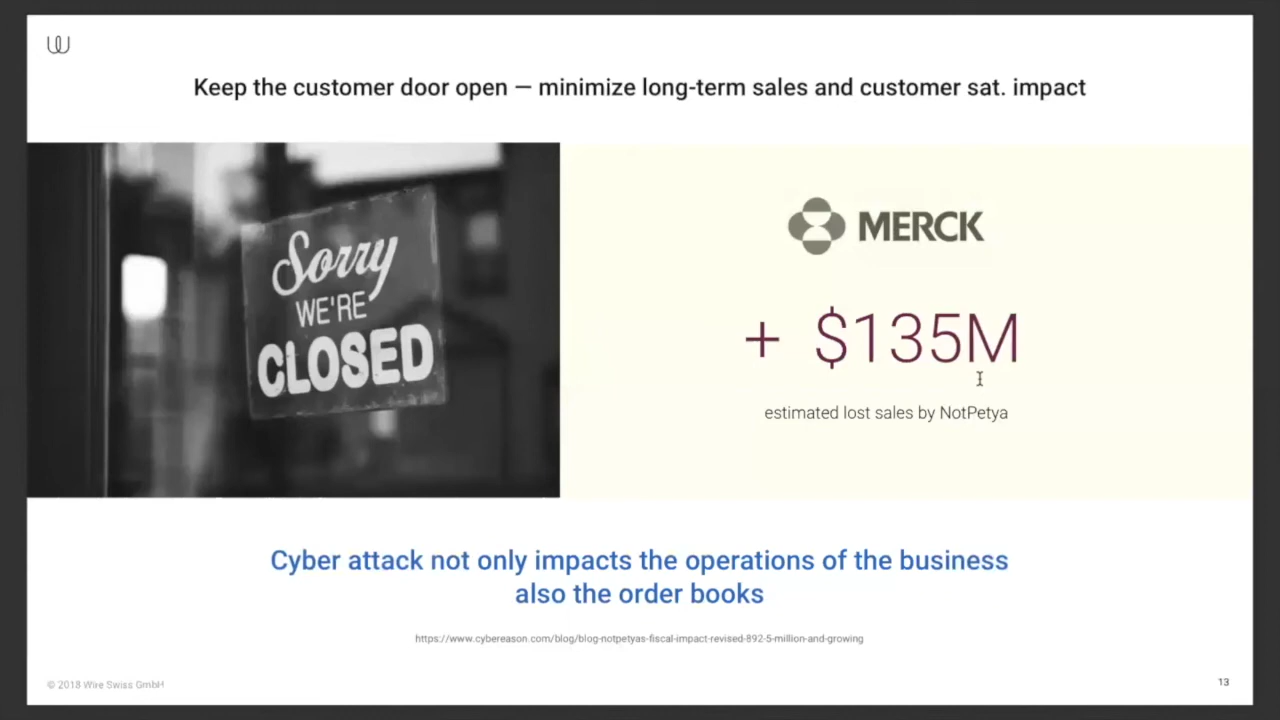 Keep the customer door open — minimize long-term sales and customer sat. impact
Sorry
WE'RE
CLOSED
MERCK
+ $135M
estimated lost sales by NotPetya
Cyber attack not only impacts the operations of the business
also the order books
https://www.cybereason.com/blog/blog-notpetyas-fiscal-impact-revised-892-5-million-and-growing
© 2018 Wire Swiss GmbH
13